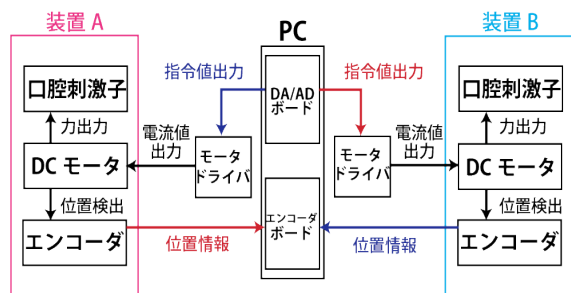 装置 A
PC
装置 B
口腔刺激子
指令値出力
DA/AD
ボード
指令値出力
口腔刺激子
力出力
電流値
出力
電流値
出力
力出力
DC モータ
モータ
ドライバ
モータ
ドライバ
DC モータ
位置検出
エンコーダ
ボード
位置検出
エンコーダ
位置情報
位置情報
エンコーダ